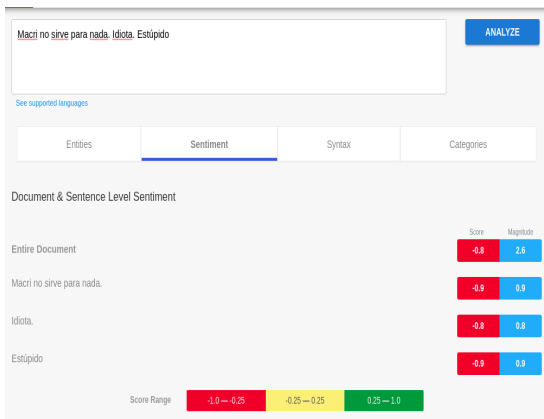 Macri no sirve para nada. Idiota. Estúpido
ANALYZE
See supported languages
Entities Sentiment Syntax Categories
Document & Sentence Level Sentiment
Score Magnitude
Entire Document -0.8 2.6
Macri no sirve para nada. -0.9 0.9
Idiota. -0.8 0.8
Estúpido -0.9 0.9
Score Range -1.0 — -0.25 -0.25 — 0.25 0.25 — 1.0